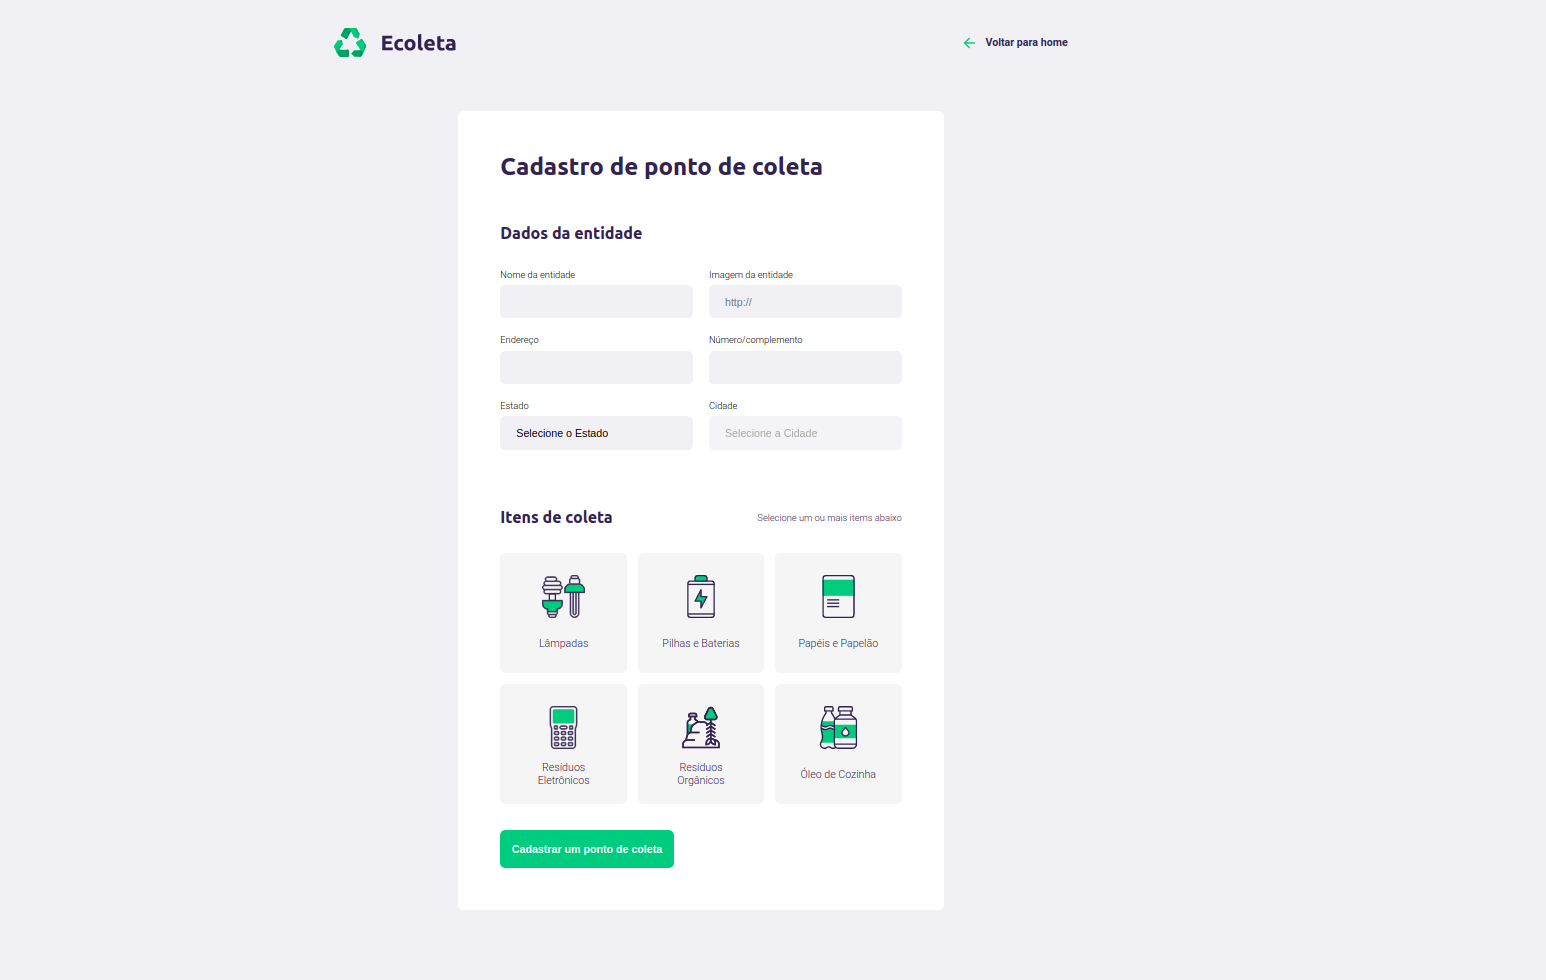 Ecoleta
Voltar para home
Cadastro de ponto de coleta
Dados da entidade
Nome da entidade
Imagem da entidade
http://
Endereço
Número/complemento
Estado
Cidade
Selecione o Estado
Selecione a Cidade
Itens de coleta
Selecione um ou mais items abaixo
Lâmpadas
Pilhas e Baterias
Papéis e Papelão
Resíduos
Eletrônicos
Resíduos
Orgânicos
Óleo de Cozinha
Cadastrar um ponto de coleta